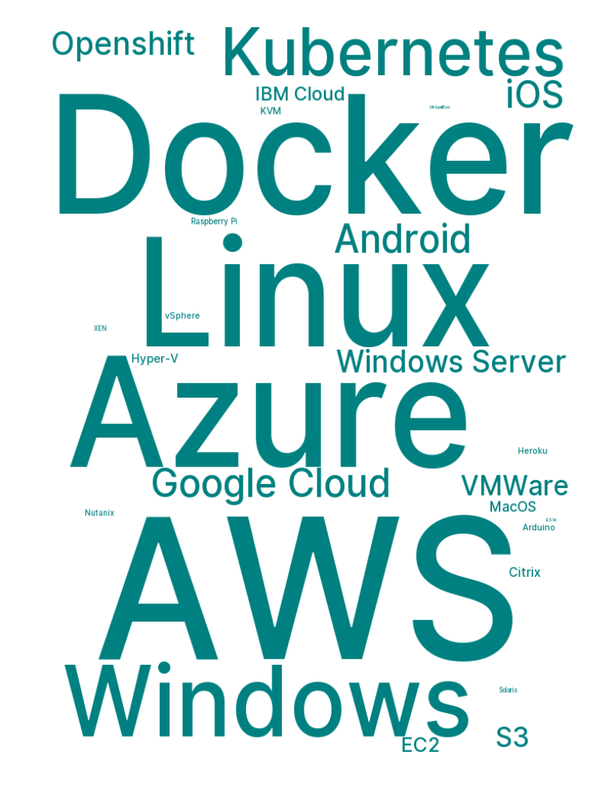 Openshift
Kubernetes
iOS
IBM Cloud
KVM
VirtualBox
Docker
Raspberry Pi
Android
Linux
vSphere
XEN
Hyper-V
Windows Server
Azure
Heroku
Google Cloud
VMWare
MacOS
Nutanix
Arduino
AWS
Citrix
Windows
Solaris
S3
EC2